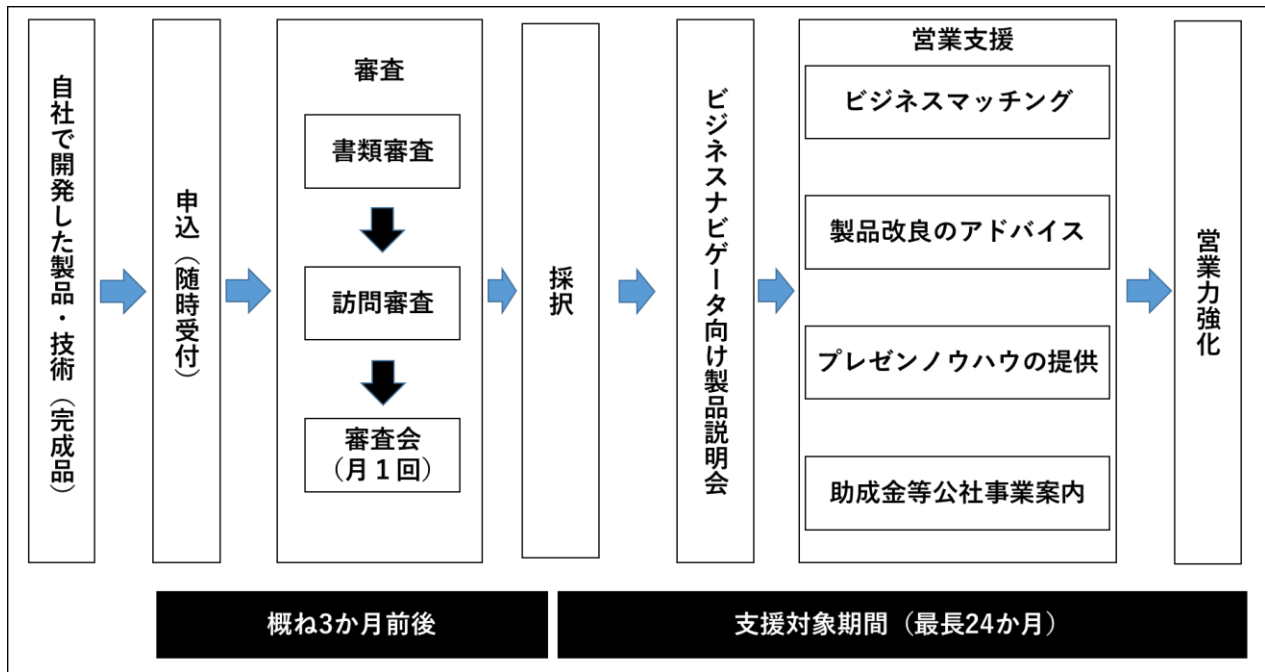 自社で開発した製品・技術（完成品）
申込（随時受付）
審査
書類審査
訪問審査
審査会
（月１回）
採択
ビジネスナビゲータ向け製品説明会
営業支援
ビジネスマッチング
製品改良のアドバイス
プレゼンノウハウの提供
助成金等公社事業案内
営業力強化
概ね3か月前後
支援対象期間（最長24か月）